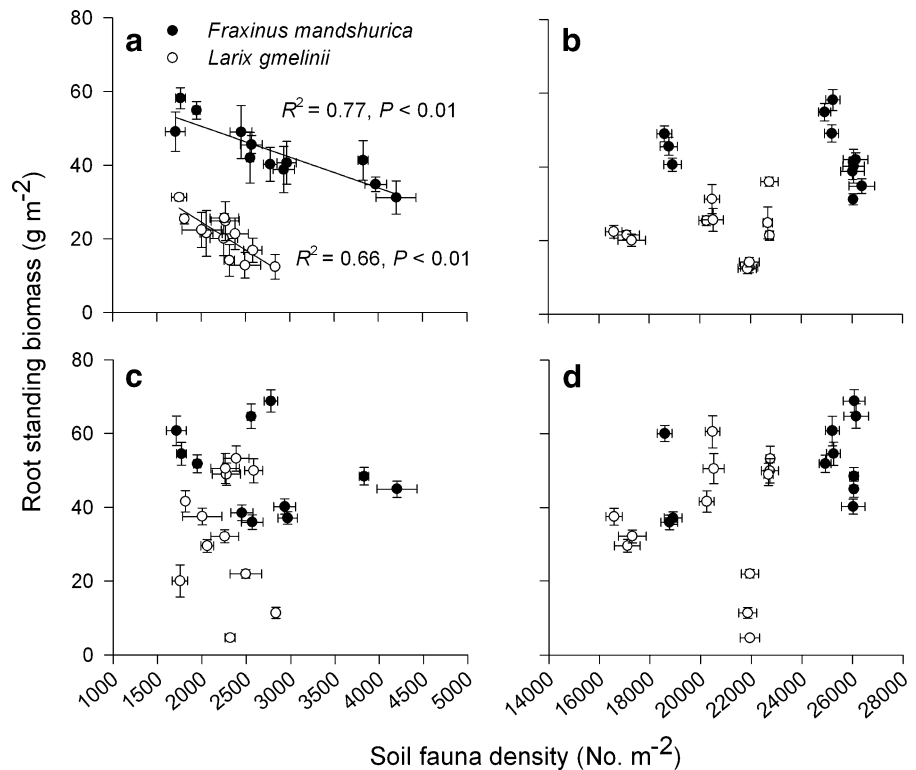 80
60
40
20
0
a
Fraxinus mandshurica
Larix gmelinii
R² = 0.77, P < 0.01
R² = 0.66, P < 0.01
b
80
60
40
20
0
c
d
Root standing biomass (g m⁻²)
1000 1500 2000 2500 3000 3500 4000 4500 5000
14000 16000 18000 20000 22000 24000 26000 28000
Soil fauna density (No. m⁻²)